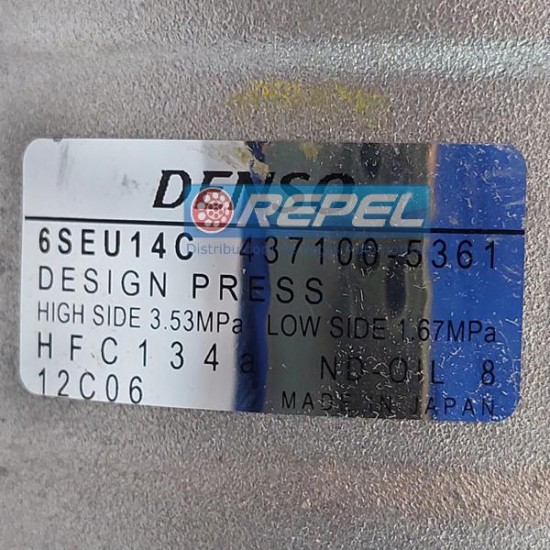 DENSO
REPEL
6SEU14C 437100-5361
DESIGN PRESS
HIGH SIDE 3.53MPa LOW SIDE 1.67MPa
HFC134a ND-OIL 8
12C06 MADE IN JAPAN